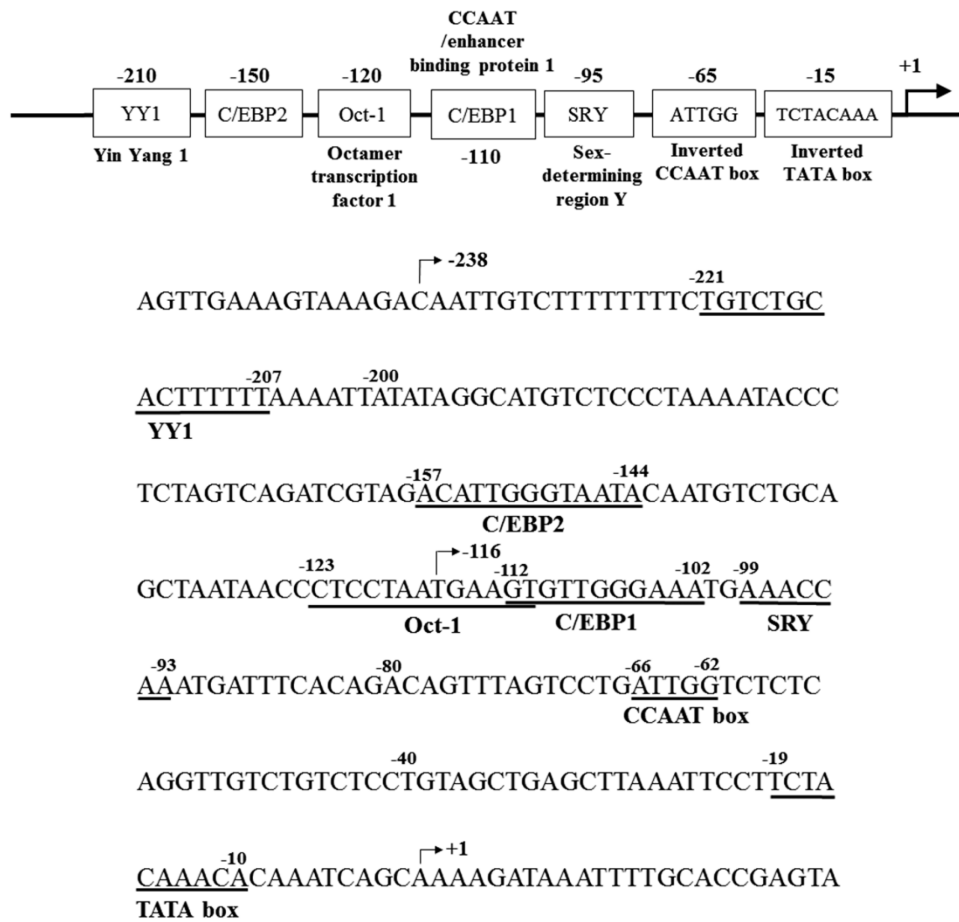 CCAAT
/enhancer
binding protein 1
-210 -150 -120 -95 -65 -15 +1
YY1 C/EBP2 Oct-1 C/EBP1 SRY ATTGG TCTACAAA
Yin Yang 1 Octamer transcription factor 1 -110 Sex-determining region Y Inverted CCAAT box Inverted TATA box
-238 -221
AGTTGAAAGTAAAGACAATTGTCTTTTTTTTCTGTCTGC
-207 -200
ACTTTTTTAAAATTATATAGGCATGTCTCCCTAAAATACCC
YY1
-157 -144
TCTAGTCAGATCGTAGACATTGGGTAATACAATGTCTGCA
C/EBP2
-123 -116 -112 -102 -99
GCTAATAACCCTCCTAATGAAGTGTTGGGAAATGAAACC
Oct-1 C/EBP1 SRY
-93 -80 -66 -62
AAATGATTTCACAGACAGTTTAGTCCTGATTGGTCTCTC
CCAAT box
-40 -19
AGGTTGTCTGTCTCCTGTAGCTGAGCTTAAATTCCTTCTA
-10 +1
CAAACACAAATCAGCAAAAGATAAATTTTGCACCGAGTA
TATA box